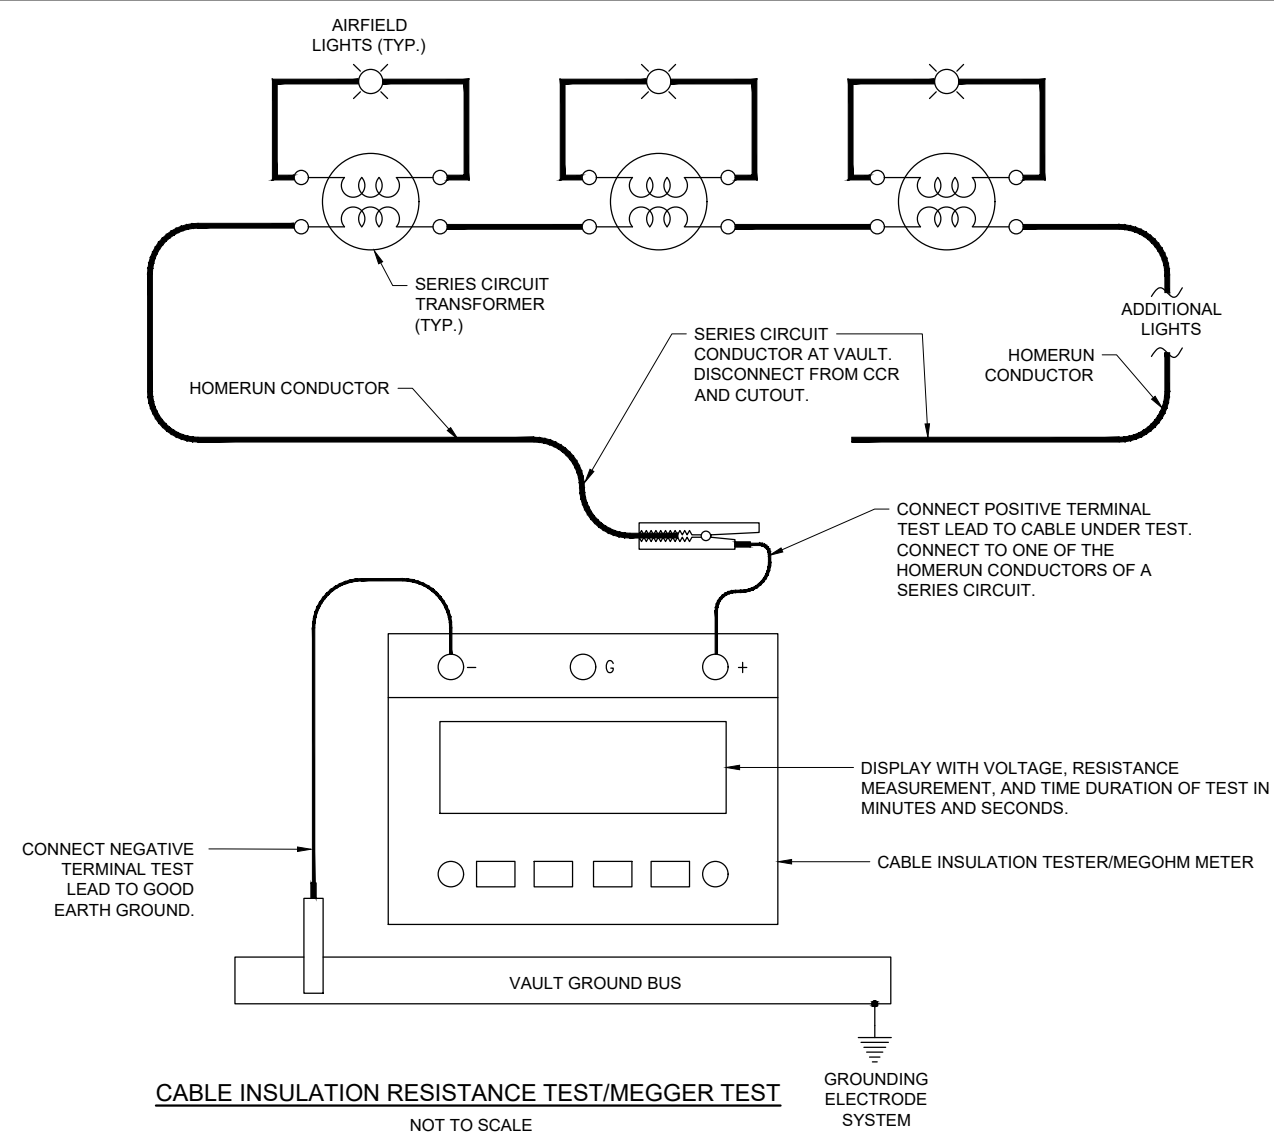 AIRFIELD
LIGHTS (TYP.)
SERIES CIRCUIT
TRANSFORMER
(TYP.)
ADDITIONAL
LIGHTS
SERIES CIRCUIT
CONDUCTOR AT VAULT.
DISCONNECT FROM CCR
AND CUTOUT.
HOMERUN
CONDUCTOR
HOMERUN CONDUCTOR
CONNECT POSITIVE TERMINAL
TEST LEAD TO CABLE UNDER TEST.
CONNECT TO ONE OF THE
HOMERUN CONDUCTORS OF A
SERIES CIRCUIT.
- G +
DISPLAY WITH VOLTAGE, RESISTANCE
MEASUREMENT, AND TIME DURATION OF TEST IN
MINUTES AND SECONDS.
CONNECT NEGATIVE
TERMINAL TEST
LEAD TO GOOD
EARTH GROUND.
CABLE INSULATION TESTER/MEGOHM METER
VAULT GROUND BUS
GROUNDING
ELECTRODE
SYSTEM
CABLE INSULATION RESISTANCE TEST/MEGGER TEST
NOT TO SCALE